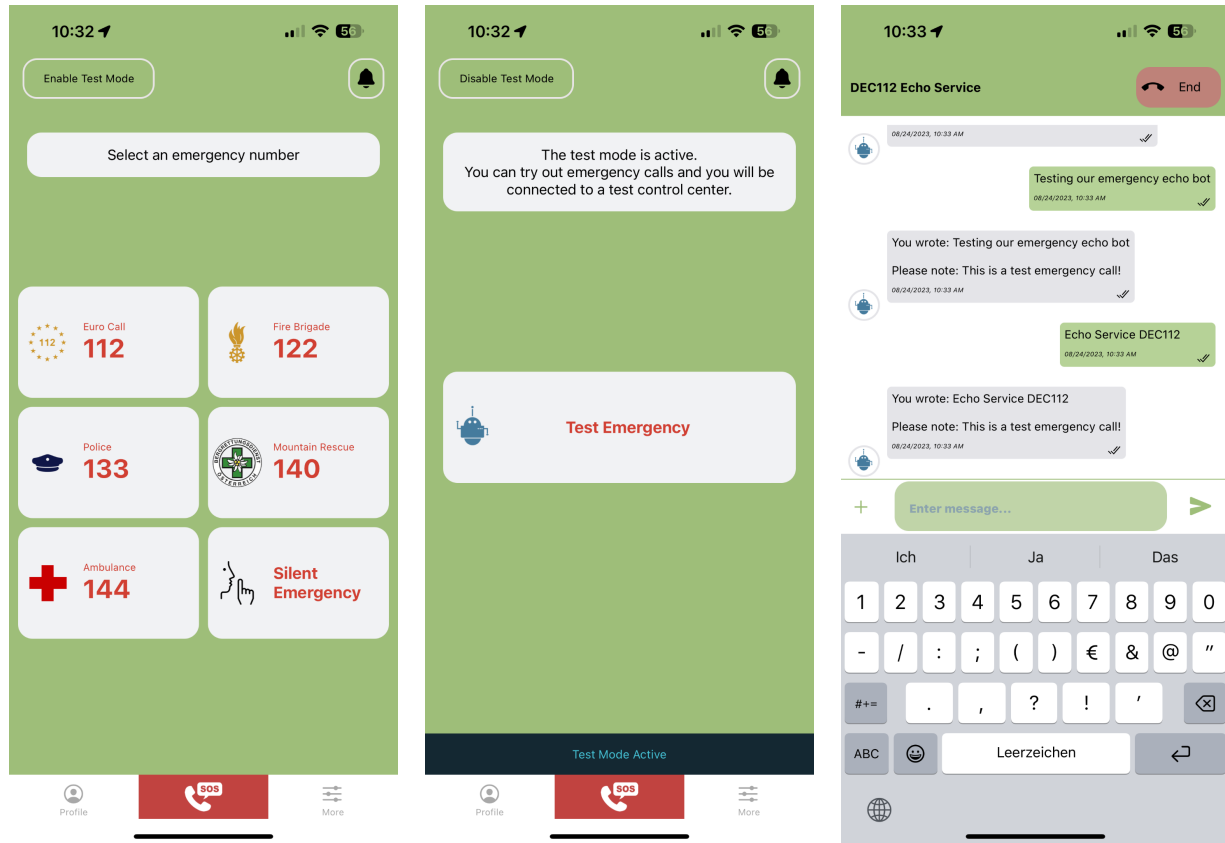 10:32
56
Enable Test Mode
Select an emergency number
Euro Call
112
112
Fire Brigade
122
Police
133
BERGRETTUNGSDIENST
ÖSTERREICH
Mountain Rescue
140
Ambulance
144
Silent
Emergency
Profile
SOS
More
10:32
56
Disable Test Mode
The test mode is active.
You can try out emergency calls and you will be
connected to a test control center.
Test Emergency
Test Mode Active
Profile
SOS
More
10:33
56
DEC112 Echo Service
End
08/24/2023, 10:33 AM
Testing our emergency echo bot
08/24/2023, 10:33 AM
You wrote: Testing our emergency echo bot
Please note: This is a test emergency call!
08/24/2023, 10:33 AM
Echo Service DEC112
08/24/2023, 10:33 AM
You wrote: Echo Service DEC112
Please note: This is a test emergency call!
08/24/2023, 10:33 AM
+
Enter message...
Ich Ja Das
1 2 3 4 5 6 7 8 9 0
- / : ; ( ) € & @ "
#+= . , ? ! '
ABC Leerzeichen